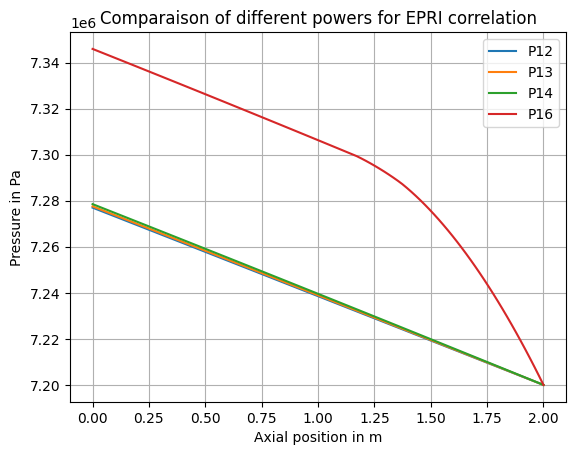 Comparaison of different powers for EPRI correlation
1e6
P12
P13
P14
P16
7.34
7.32
7.30
7.28
7.26
7.24
7.22
7.20
Pressure in Pa
0.00 0.25 0.50 0.75 1.00 1.25 1.50 1.75 2.00
Axial position in m